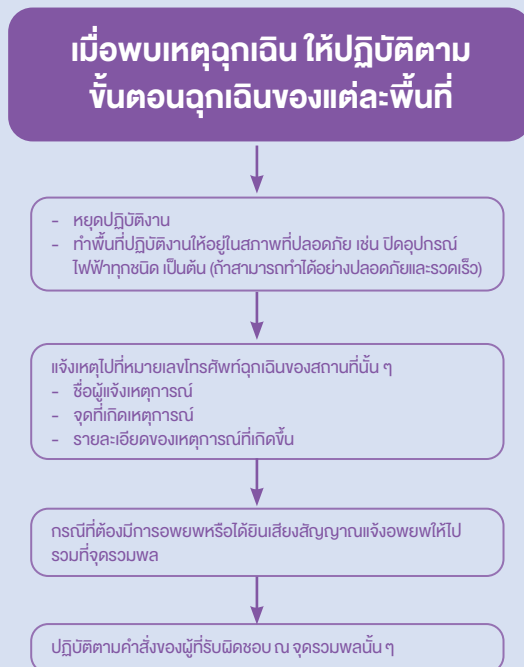 เมื่อพบเหตุฉุกเฉิน ให้ปฏิบัติตาม
ขั้นตอนฉุกเฉินของแต่ละพื้นที่
- หยุดปฏิบัติงาน
- ทำพื้นที่ปฏิบัติงานให้อยู่ในสภาพที่ปลอดภัย เช่น ปิดอุปกรณ์
ไฟฟ้าทุกชนิด เป็นต้น (ถ้าสามารถทำได้อย่างปลอดภัยและรวดเร็ว)
แจ้งเหตุไปที่หมายเลขโทรศัพท์ฉุกเฉินของสถานที่นั้น ๆ
- ชื่อผู้แจ้งเหตุการณ์
- จุดที่เกิดเหตุการณ์
- รายละเอียดของเหตุการณ์ที่เกิดขึ้น
กรณีที่ต้องมีการอพยพหรือได้ยินเสียงสัญญาณแจ้งอพยพให้ไป
รวมที่จุดรวมพล
ปฏิบัติตามคำสั่งของผู้ที่รับผิดชอบ ณ จุดรวมพลนั้น ๆ